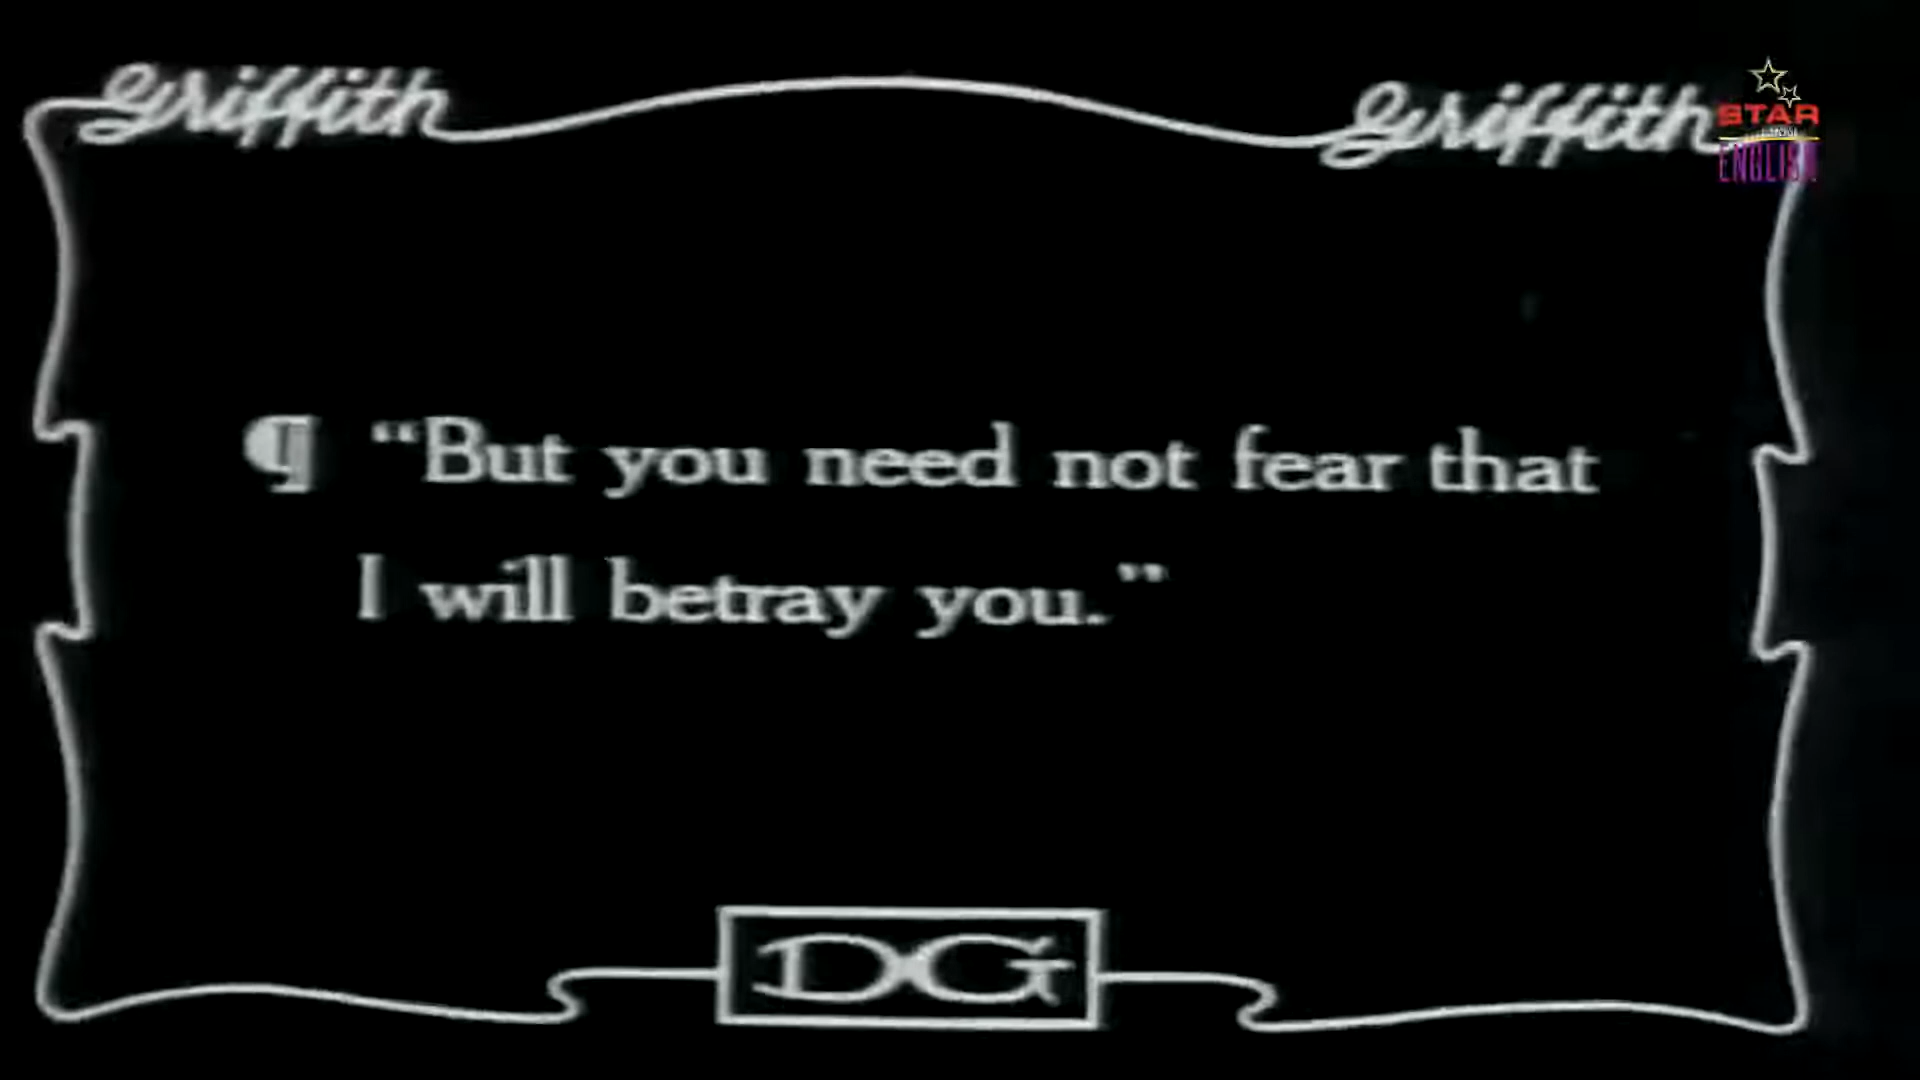 Griffith Griffith
STAR
ENGLISH
¶ “But you need not fear that
I will betray you.”
DG